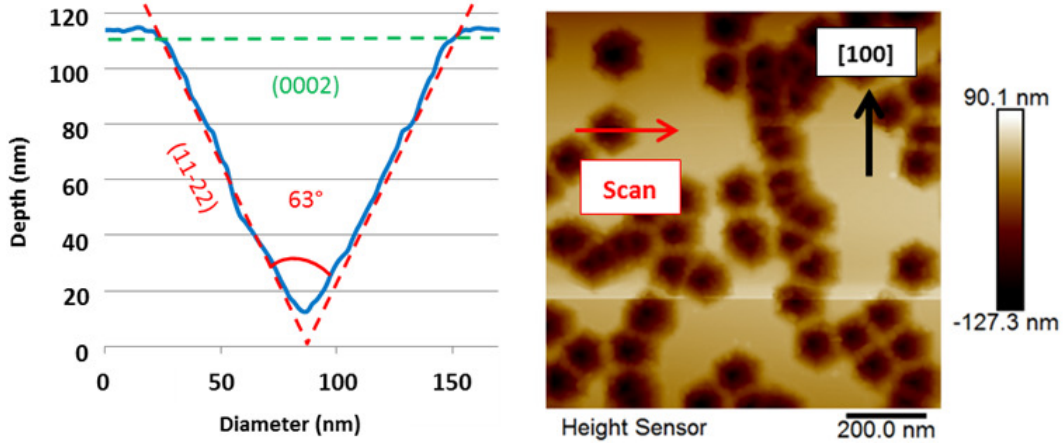 120
100
80
60
40
20
0
Depth (nm)
(0002)
(11-22)
63°
0
50
100
150
Diameter (nm)
[100]
Scan
90.1 nm
-127.3 nm
Height Sensor
200.0 nm